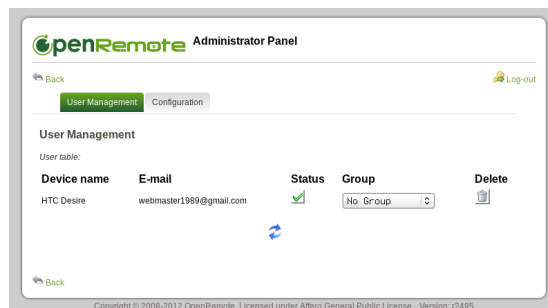 OpenRemote Administrator Panel
Back Log-out
User Management Configuration
User Management
User table:
Device name E-mail Status Group Delete
HTC Desire webmaster1989@gmail.com No Group
Back
Copyright © 2008-2012 OpenRemote. Licensed under Affero General Public License. Version: r2495